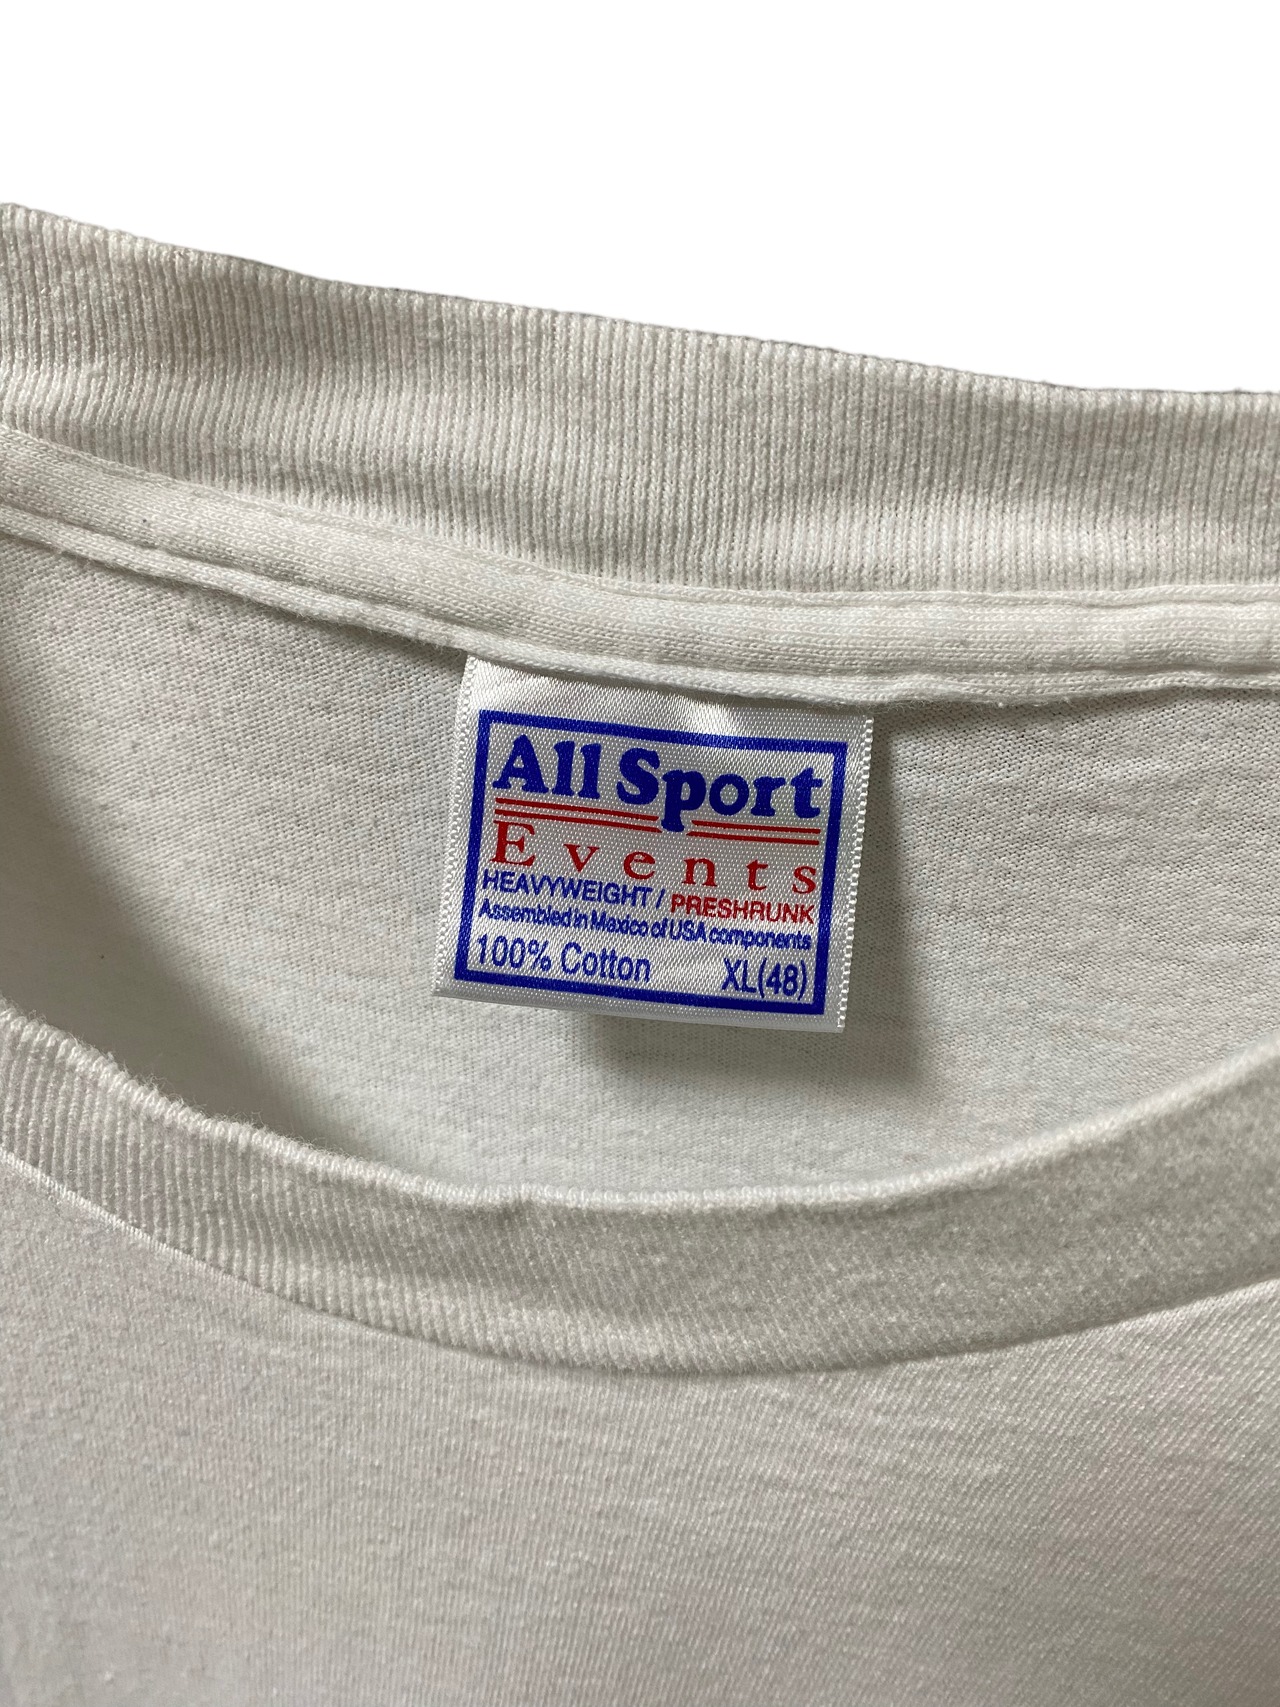 All Sport
Events
HEAVYWEIGHT / PRESHRUNK
Assembled in Mexico of USA components
100% Cotton XL(48)